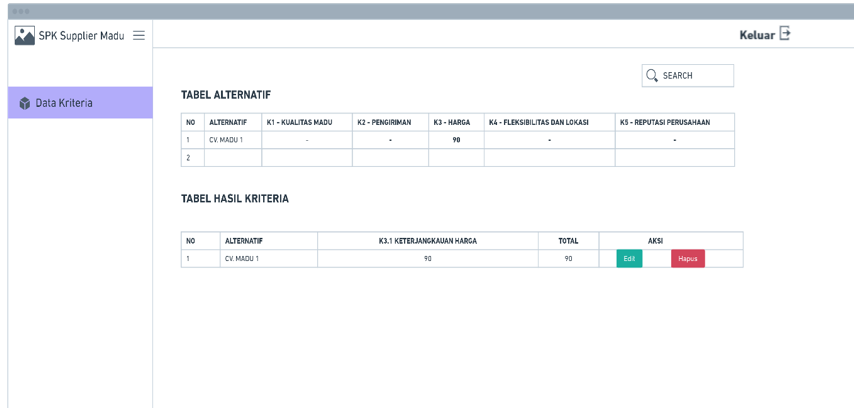 SPK Supplier Madu
Keluar
SEARCH
Data Kriteria
TABEL ALTERNATIF
NO ALTERNATIF K1 - KUALITAS MADU K2 - PENGIRIMAN K3 - HARGA K4 - FLEKSIBILITAS DAN LOKASI K5 - REPUTASI PERUSAHAAN
1 CV. MADU 1 - - 90 - -
2
TABEL HASIL KRITERIA
NO ALTERNATIF K3.1 KETERJANGKAUAN HARGA TOTAL AKSI
1 CV. MADU 1 90 90 Edit Hapus